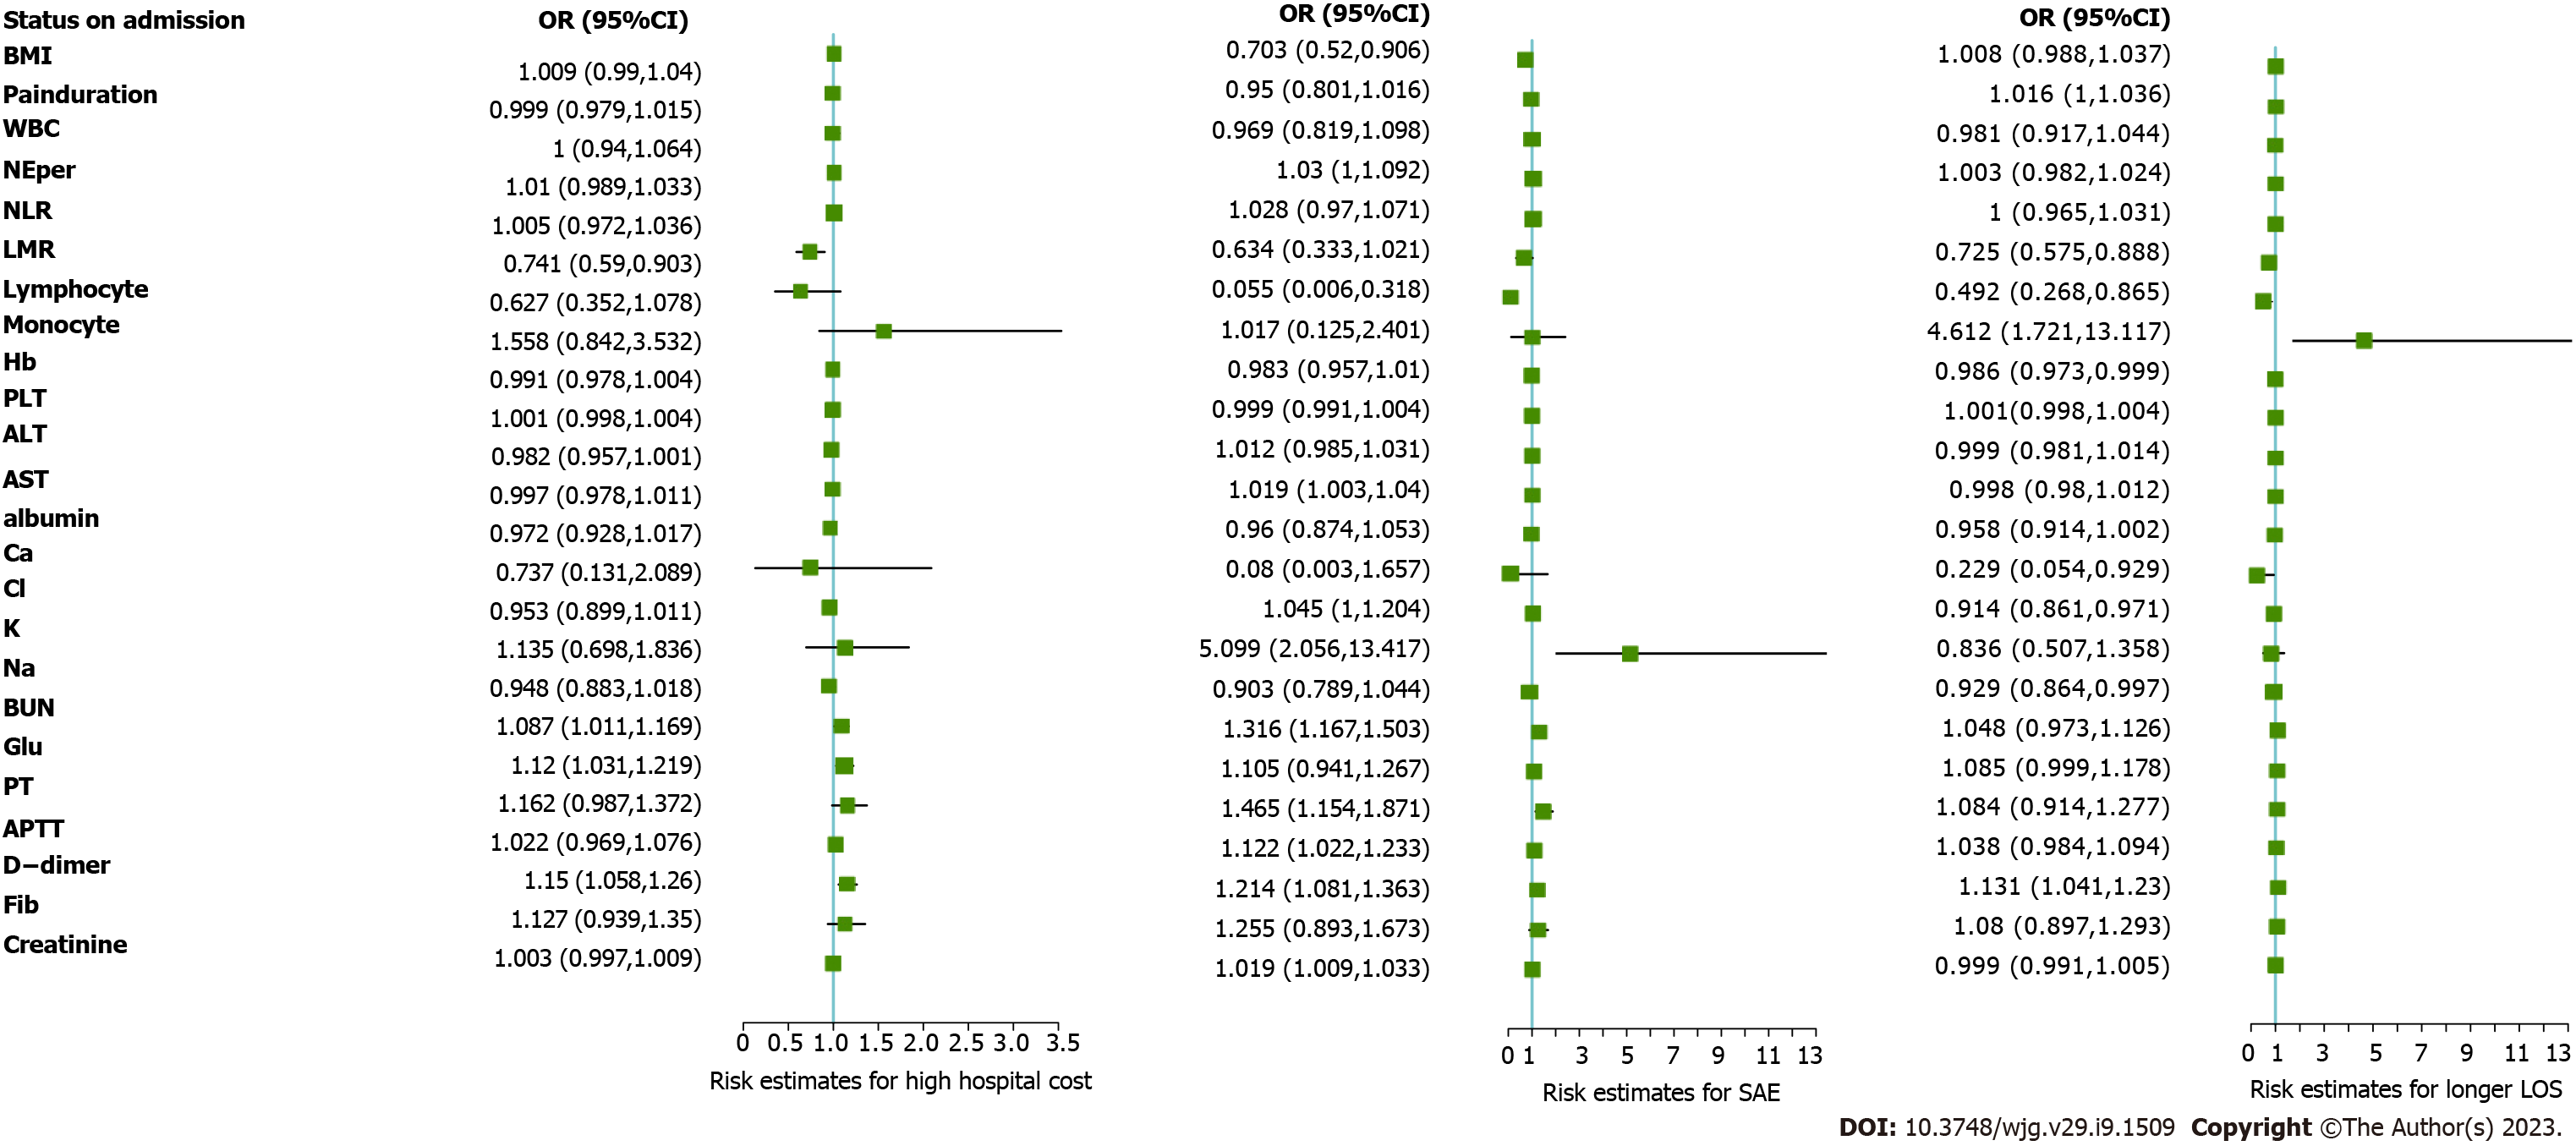 Status on admission OR (95%CI) OR (95%CI) OR (95%CI)
BMI 1.009 (0.99,1.04) 0.703 (0.52,0.906) 1.008 (0.988,1.037)
Painduration 0.999 (0.979,1.015) 0.95 (0.801,1.016) 1.016 (1,1.036)
WBC 1 (0.94,1.064) 0.969 (0.819,1.098) 0.981 (0.917,1.044)
NEper 1.01 (0.989,1.033) 1.03 (1,1.092) 1.003 (0.982,1.024)
NLR 1.005 (0.972,1.036) 1.028 (0.97,1.071) 1 (0.965,1.031)
LMR 0.741 (0.59,0.903) 0.634 (0.333,1.021) 0.725 (0.575,0.888)
Lymphocyte 0.627 (0.352,1.078) 0.055 (0.006,0.318) 0.492 (0.268,0.865)
Monocyte 1.558 (0.842,3.532) 1.017 (0.125,2.401) 4.612 (1.721,13.117)
Hb 0.991 (0.978,1.004) 0.983 (0.957,1.01) 0.986 (0.973,0.999)
PLT 1.001 (0.998,1.004) 0.999 (0.991,1.004) 1.001(0.998,1.004)
ALT 0.982 (0.957,1.001) 1.012 (0.985,1.031) 0.999 (0.981,1.014)
AST 0.997 (0.978,1.011) 1.019 (1.003,1.04) 0.998 (0.98,1.012)
albumin 0.972 (0.928,1.017) 0.96 (0.874,1.053) 0.958 (0.914,1.002)
Ca 0.737 (0.131,2.089) 0.08 (0.003,1.657) 0.229 (0.054,0.929)
Cl 0.953 (0.899,1.011) 1.045 (1,1.204) 0.914 (0.861,0.971)
K 1.135 (0.698,1.836) 5.099 (2.056,13.417) 0.836 (0.507,1.358)
Na 0.948 (0.883,1.018) 0.903 (0.789,1.044) 0.929 (0.864,0.997)
BUN 1.087 (1.011,1.169) 1.316 (1.167,1.503) 1.048 (0.973,1.126)
Glu 1.12 (1.031,1.219) 1.105 (0.941,1.267) 1.085 (0.999,1.178)
PT 1.162 (0.987,1.372) 1.465 (1.154,1.871) 1.084 (0.914,1.277)
APTT 1.022 (0.969,1.076) 1.122 (1.022,1.233) 1.038 (0.984,1.094)
D−dimer 1.15 (1.058,1.26) 1.214 (1.081,1.363) 1.131 (1.041,1.23)
Fib 1.127 (0.939,1.35) 1.255 (0.893,1.673) 1.08 (0.897,1.293)
Creatinine 1.003 (0.997,1.009) 1.019 (1.009,1.033) 0.999 (0.991,1.005)
0 0.5 1.0 1.5 2.0 2.5 3.0 3.5 0 1 3 5 7 9 11 13 0 1 3 5 7 9 11 13
Risk estimates for high hospital cost Risk estimates for SAE Risk estimates for longer LOS
DOI: 10.3748/wjg.v29.i9.1509 Copyright ©The Author(s) 2023.